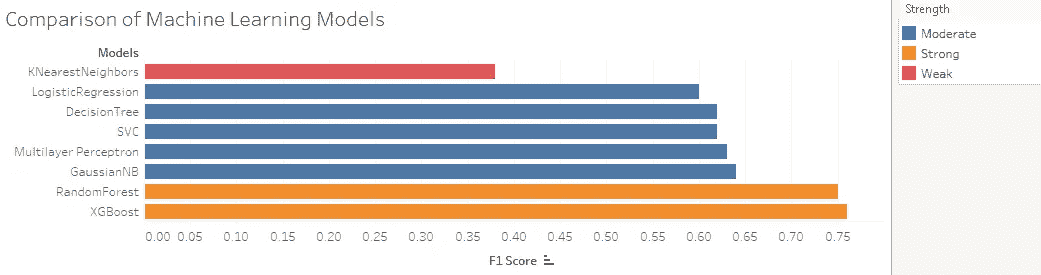 Comparison of Machine Learning Models
Strength
Moderate
Strong
Weak
Models
KNearestNeighbors
LogisticRegression
DecisionTree
SVC
Multilayer Perceptron
GaussianNB
RandomForest
XGBoost
0.00 0.05 0.10 0.15 0.20 0.25 0.30 0.35 0.40 0.45 0.50 0.55 0.60 0.65 0.70 0.75
F1 Score